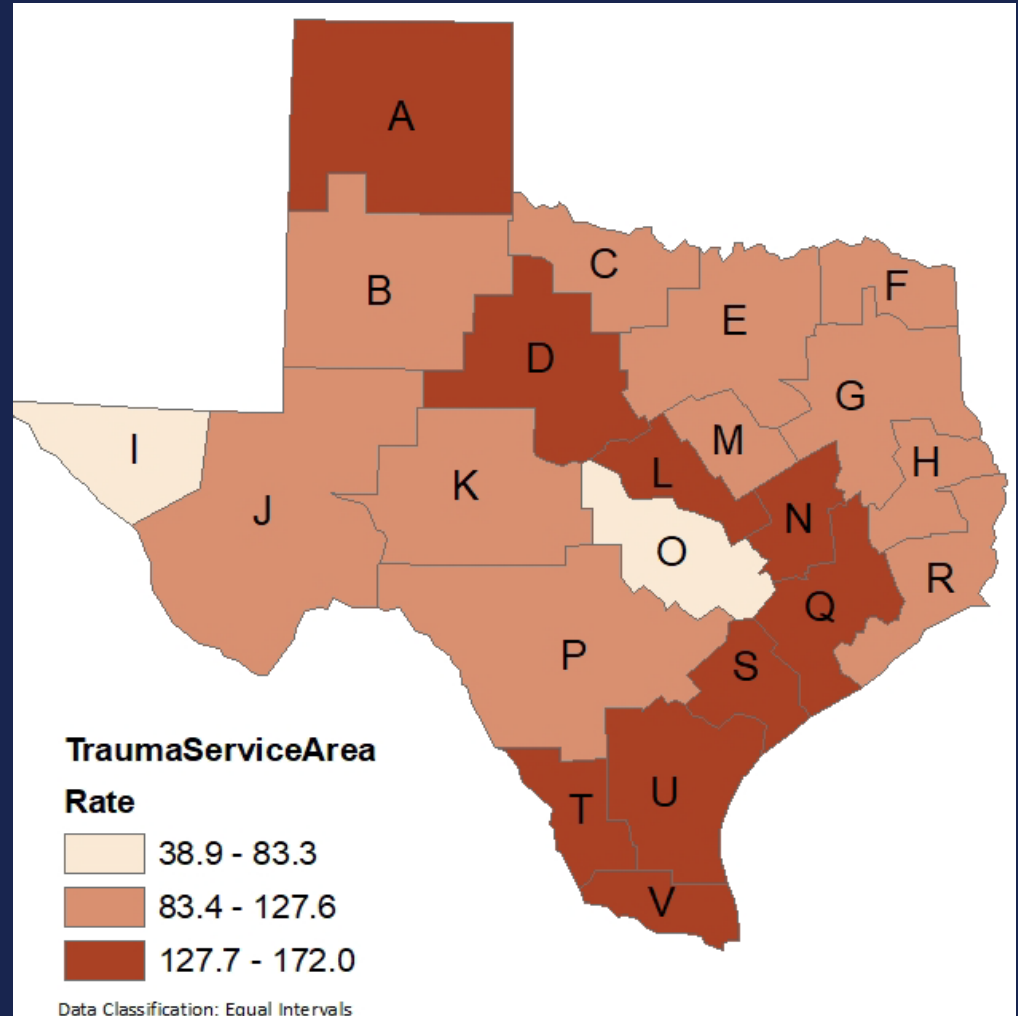 A
B
C
F
E
D
G
M
H
I
L
K
J
N
O
R
Q
P
S
TraumaServiceArea
U
Rate
T
38.9 - 83.3
V
83.4 - 127.6
127.7 - 172.0
Data Classification: Equal Intervals